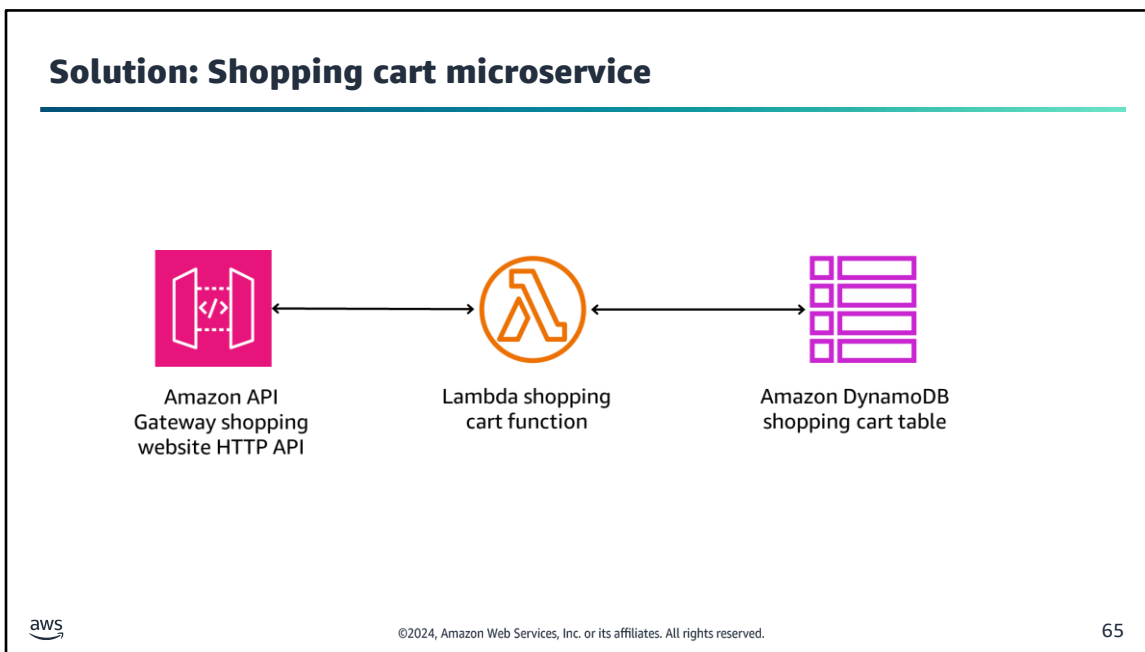 Solution: Shopping cart microservice
</>
Amazon API
Gateway shopping
website HTTP API
Lambda shopping
cart function
Amazon DynamoDB
shopping cart table
aws
©2024, Amazon Web Services, Inc. or its affiliates. All rights reserved.
65